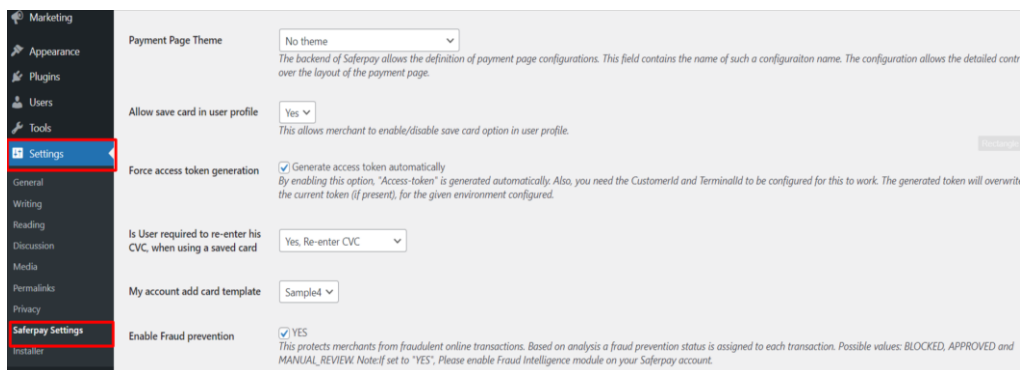 Marketing
Appearance
Plugins
Users
Tools
Settings
General
Writing
Reading
Discussion
Media
Permalinks
Privacy
Saferpay Settings
Installer
Payment Page Theme
No theme
The backend of Saferpay allows the definition of payment page configurations. This field contains the name of such a configuraiton name. The configuration allows the detailed contr
over the layout of the payment page.
Allow save card in user profile
Yes
This allows merchant to enable/disable save card option in user profile.
Force access token generation
Generate access token automatically
By enabling this option, "Access-token" is generated automatically. Also, you need the CustomerId and TerminalId to be configured for this to work. The generated token will overwrite
the current token (if present), for the given environment configured.
Is User required to re-enter his
CVC, when using a saved card
Yes, Re-enter CVC
My account add card template
Sample4
Enable Fraud prevention
YES
This protects merchants from fraudulent online transactions. Based on analysis a fraud prevention status is assigned to each transaction. Possible values: BLOCKED, APPROVED and
MANUAL_REVIEW. Note:If set to "YES", Please enable Fraud Intelligence module on your Saferpay account.